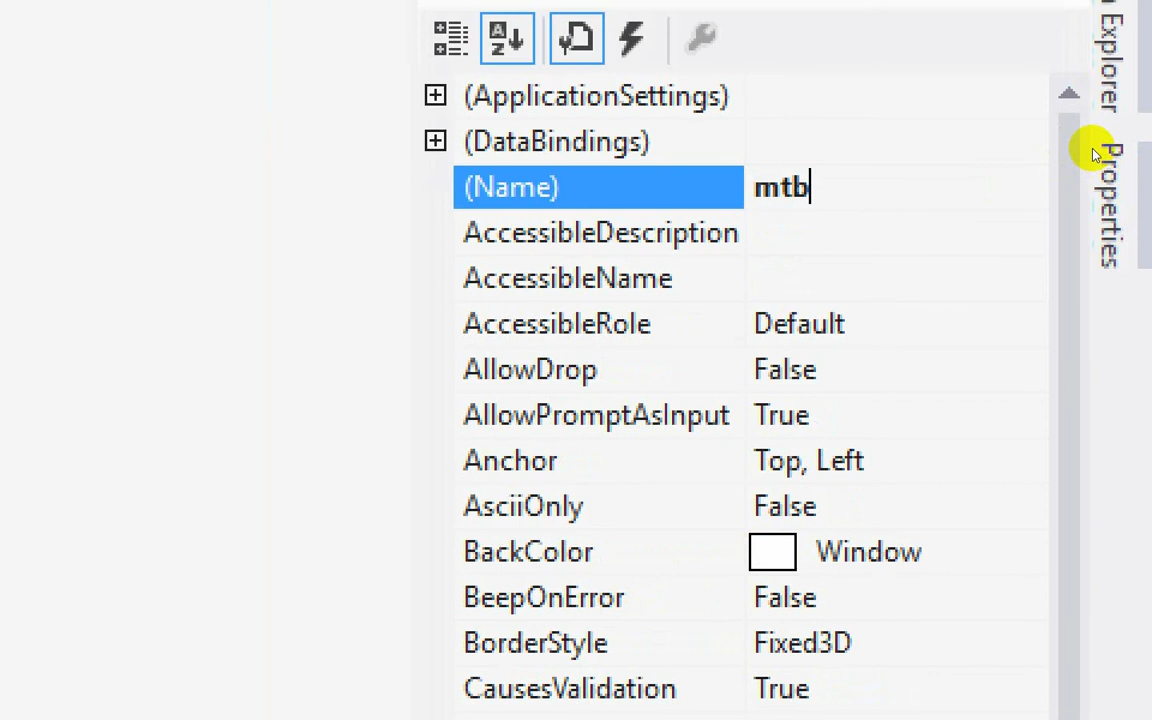 Explorer
Properties
(ApplicationSettings)
(DataBindings)
(Name) mtb
AccessibleDescription
AccessibleName
AccessibleRole Default
AllowDrop False
AllowPromptAsInput True
Anchor Top, Left
AsciiOnly False
BackColor Window
BeepOnError False
BorderStyle Fixed3D
CausesValidation True